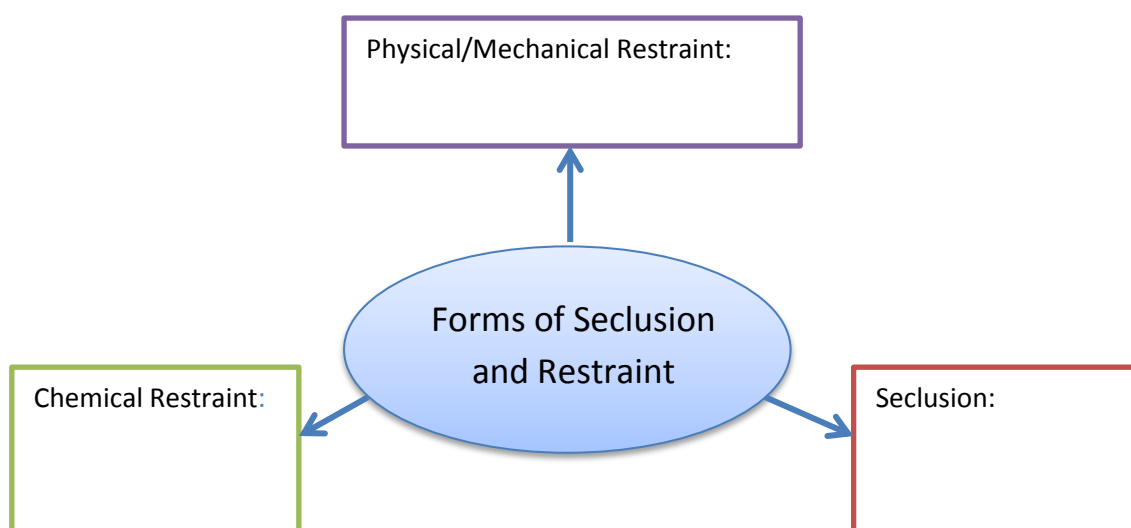 Physical/Mechanical Restraint:
Forms of Seclusion
and Restraint
Chemical Restraint:
Seclusion: